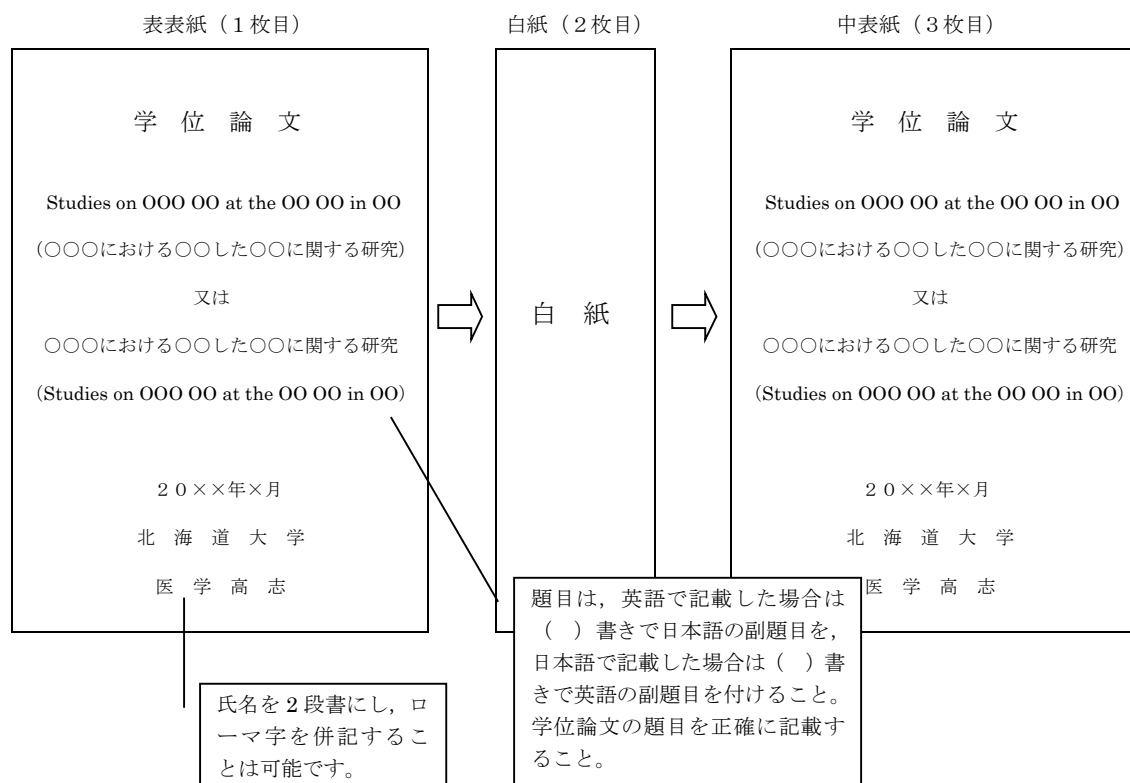 表表紙（１枚目）
学　位　論　文
Studies on OOO OO at the OO OO in OO
（○○○における○○した○○に関する研究）
又は
○○○における○○した○○に関する研究
（Studies on OOO OO at the OO OO in OO）
２０××年×月
北　海　道　大　学
医　学　高　志
氏名を 2 段書にし，ロ
ーマ字を併記するこ
とは可能です。
白紙（２枚目）
白　紙
題目は，英語で記載した場合は
（　）書きで日本語の副題目を，
日本語で記載した場合は（　）書
きで英語の副題目を付けること。
学位論文の題目を正確に記載す
ること。
中表紙（３枚目）
学　位　論　文
Studies on OOO OO at the OO OO in OO
（○○○における○○した○○に関する研究）
又は
○○○における○○した○○に関する研究
（Studies on OOO OO at the OO OO in OO）
２０××年×月
北　海　道　大　学
医　学　高　志